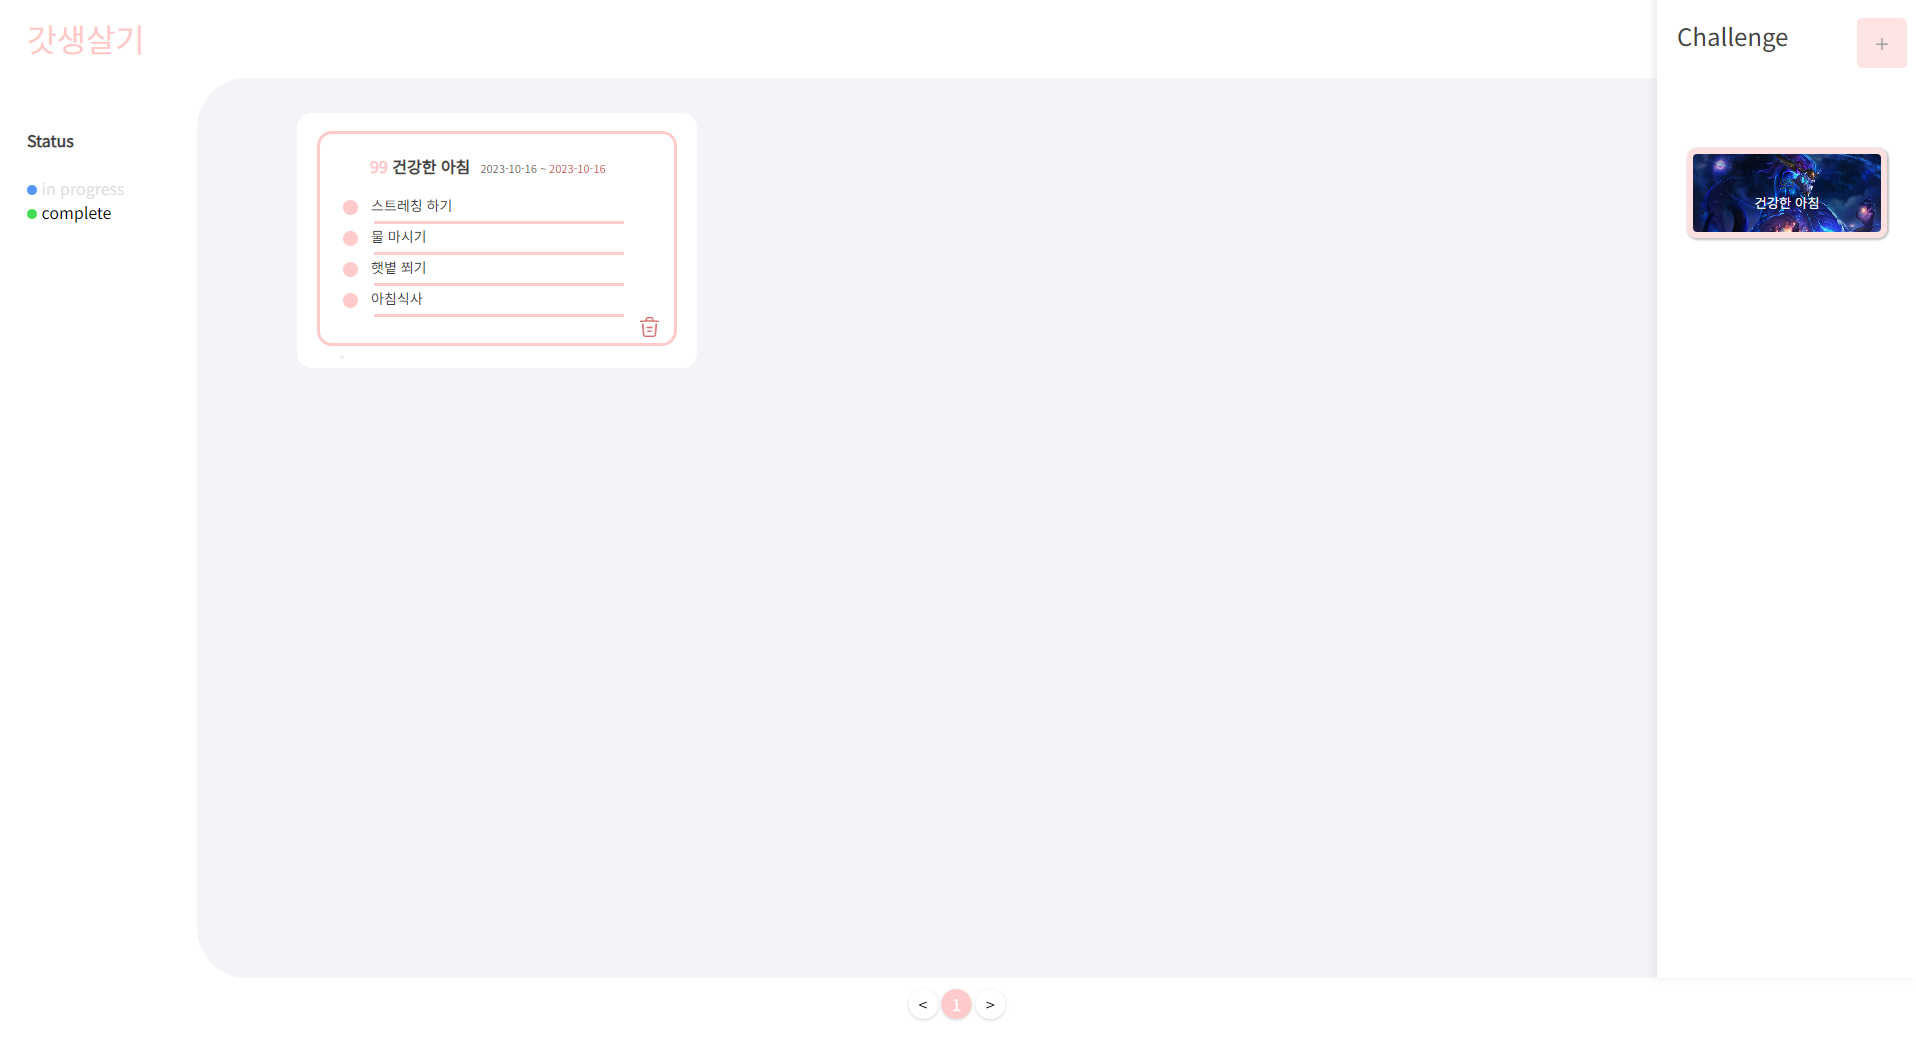 갓생살기
Challenge
+
Status
in progress
complete
99 건강한 아침 2023-10-16 ~ 2023-10-16
스트레칭 하기
물 마시기
햇볕 쬐기
아침식사
건강한 아침
< 1 >